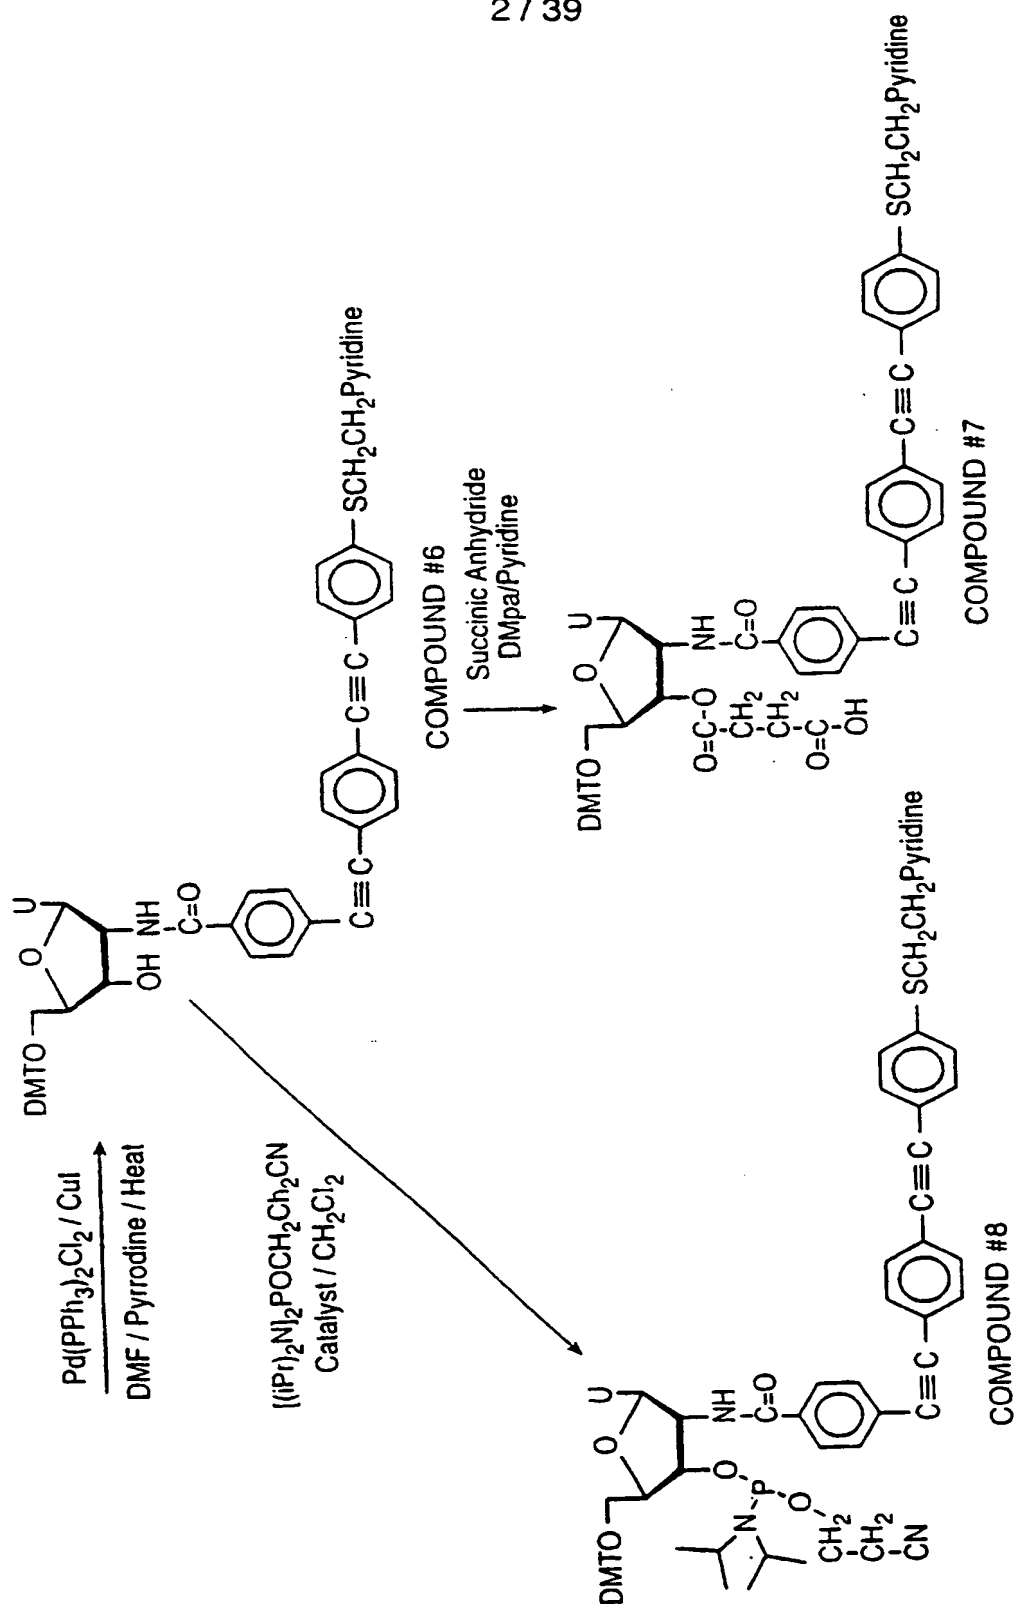 2 / 39
Pd(PPh3)2Cl2 / CuI
DMF / Pyrrodine / Heat
DMTO
O
U
OH
NH
C=O
C≡C
C≡C
SCH2CH2Pyridine
COMPOUND #6
[(iPr)2N]2POCH2Ch2CN
Catalyst / CH2Cl2
Succinic Anhydride
DMpa/Pyridine
DMTO
O
U
O
NH
P
C=O
N
O
CH2
CH2
CN
C≡C
C≡C
SCH2CH2Pyridine
COMPOUND #8
DMTO
O
U
O=C-O
NH
CH2
C=O
CH2
O=C
OH
C≡C
C≡C
SCH2CH2Pyridine
COMPOUND #7